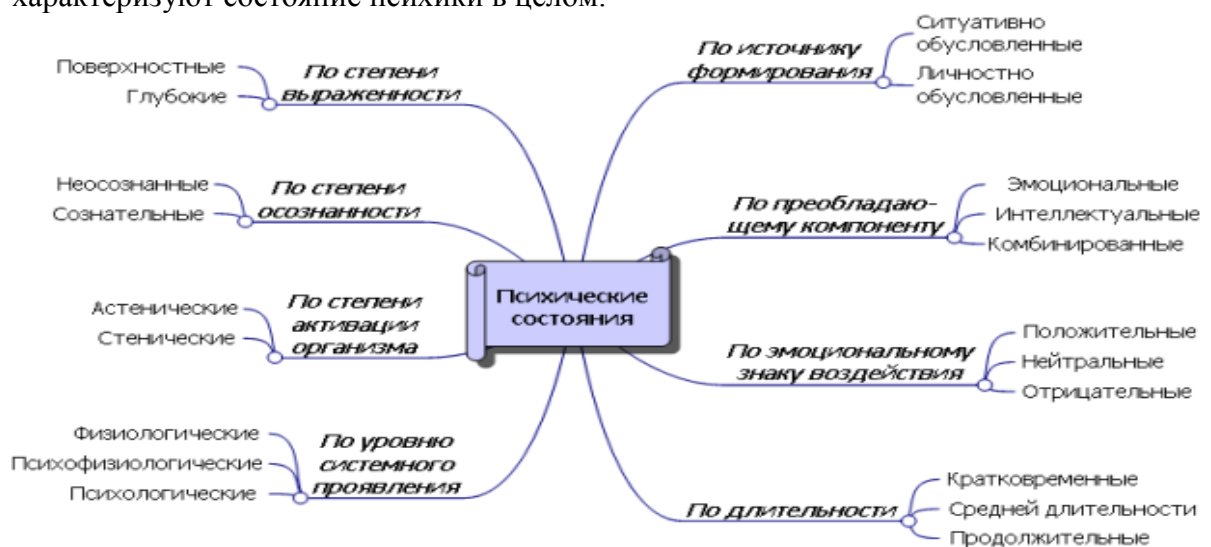 характеризуют состояние психики в целом.
Поверхностные
Глубокие
По степени
выраженности
Неосознанные
Сознательные
По степени
осознанности
Астенические
Стенические
По степени
активации
организма
Физиологические
Психофизиологические
Психологические
По уровню
системного
проявления
Психические
состояния
По источнику
формирования
Ситуативно
обусловленные
Личностно
обусловленные
По преобладаю-
щему компоненту
Эмоциональные
Интеллектуальные
Комбинированные
По эмоциональному
знаку воздействия
Положительные
Нейтральные
Отрицательные
По длительности
Кратковременные
Средней длительности
Продолжительные